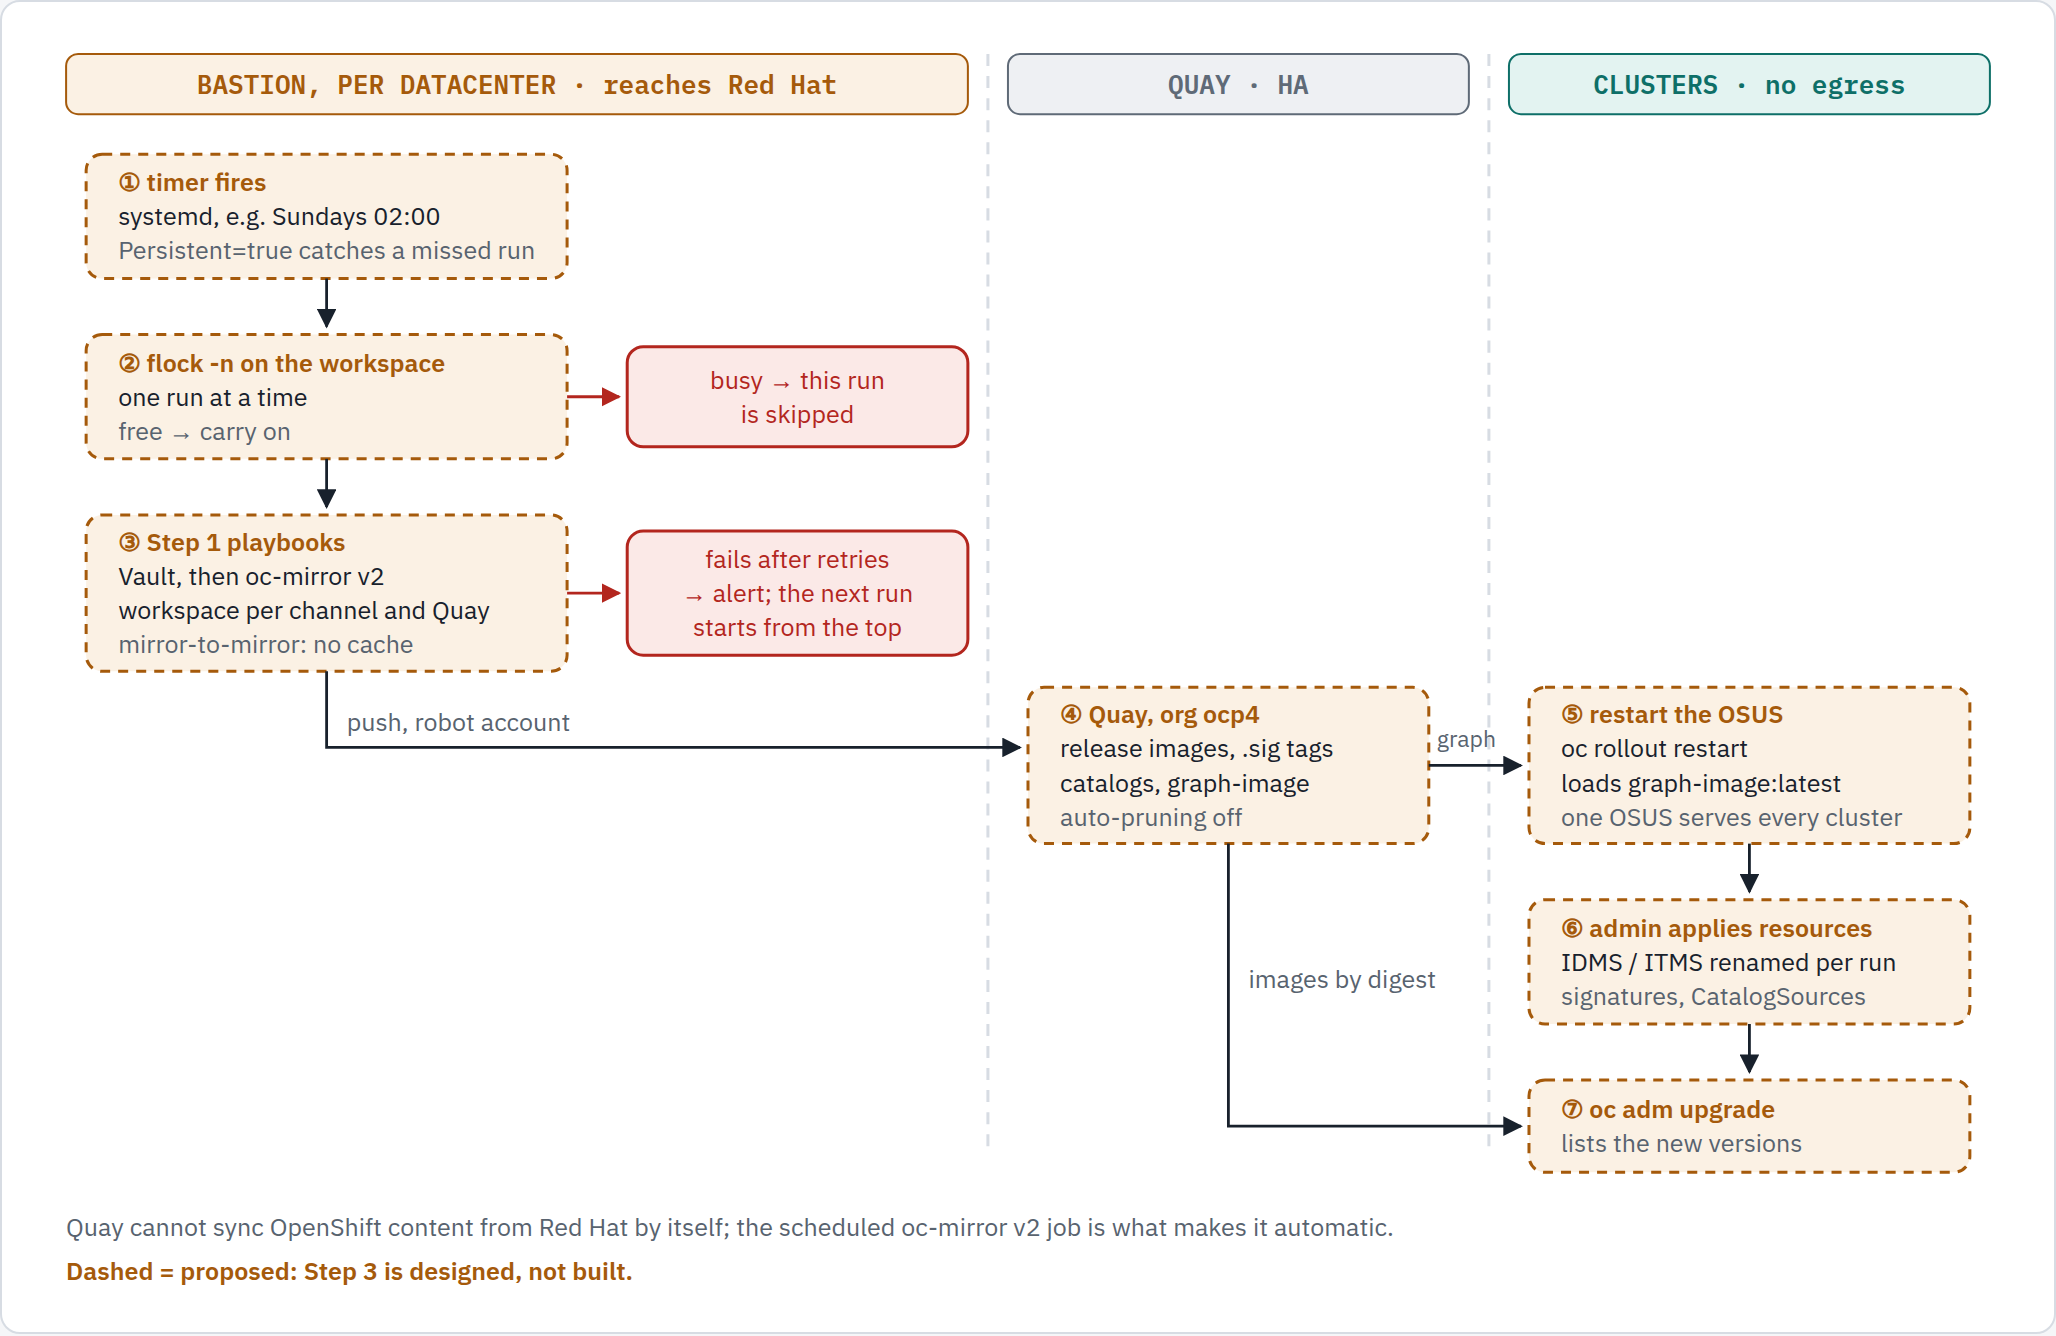 BASTION, PER DATACENTER · reaches Red Hat
QUAY · HA
CLUSTERS · no egress
① timer fires
systemd, e.g. Sundays 02:00
Persistent=true catches a missed run
② flock -n on the workspace
one run at a time
free → carry on
busy → this run
is skipped
③ Step 1 playbooks
Vault, then oc-mirror v2
workspace per channel and Quay
mirror-to-mirror: no cache
fails after retries
→ alert; the next run
starts from the top
push, robot account
④ Quay, org ocp4
release images, .sig tags
catalogs, graph-image
auto-pruning off
graph
⑤ restart the OSUS
oc rollout restart
loads graph-image:latest
one OSUS serves every cluster
images by digest
⑥ admin applies resources
IDMS / ITMS renamed per run
signatures, CatalogSources
⑦ oc adm upgrade
lists the new versions
Quay cannot sync OpenShift content from Red Hat by itself; the scheduled oc-mirror v2 job is what makes it automatic.
Dashed = proposed: Step 3 is designed, not built.